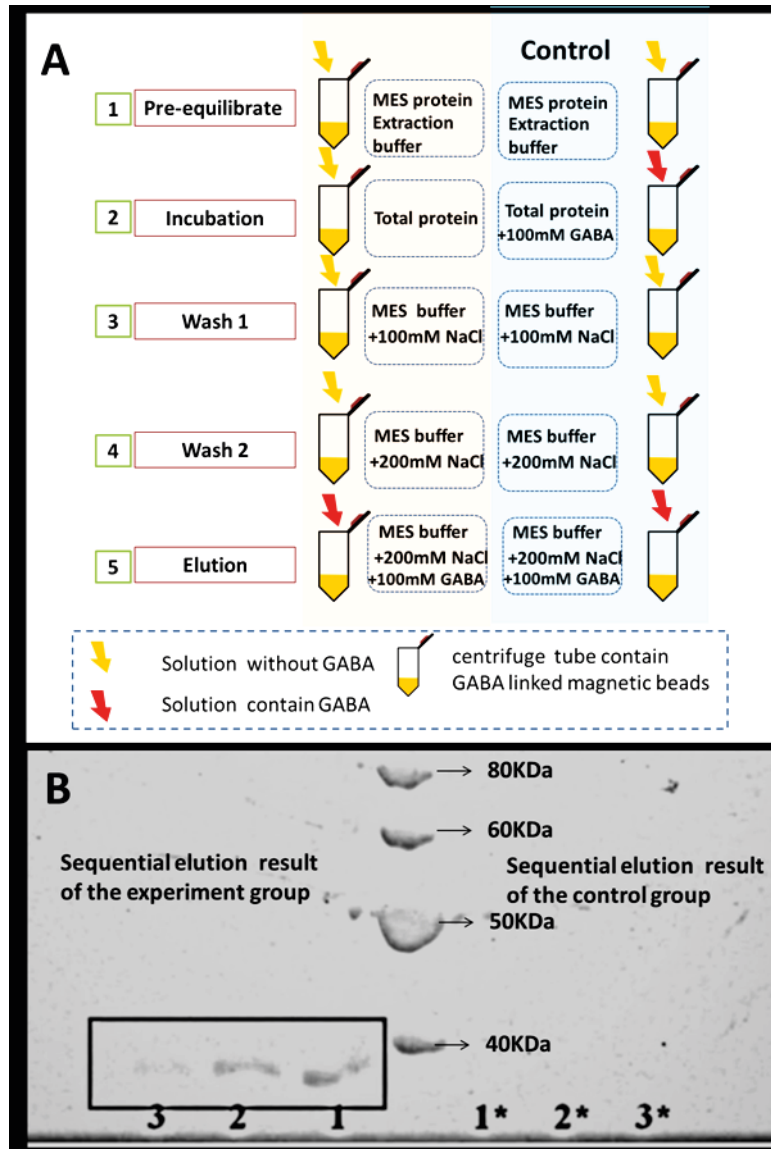 A
Control
1
Pre-equilibrate
MES protein
Extraction
buffer
MES protein
Extraction
buffer
2
Incubation
Total protein
Total protein
+100mM GABA
3
Wash 1
MES buffer
+100mM NaCl
MES buffer
+100mM NaCl
4
Wash 2
MES buffer
+200mM NaCl
MES buffer
+200mM NaCl
5
Elution
MES buffer
+200mM NaCl
+100mM GABA
MES buffer
+200mM NaCl
+100mM GABA
Solution without GABA
Solution contain GABA
centrifuge tube contain
GABA linked magnetic beads
B
80KDa
60KDa
Sequential elution result
of the experiment group
Sequential elution result
of the control group
50KDa
40KDa
3 2 1 1* 2* 3*